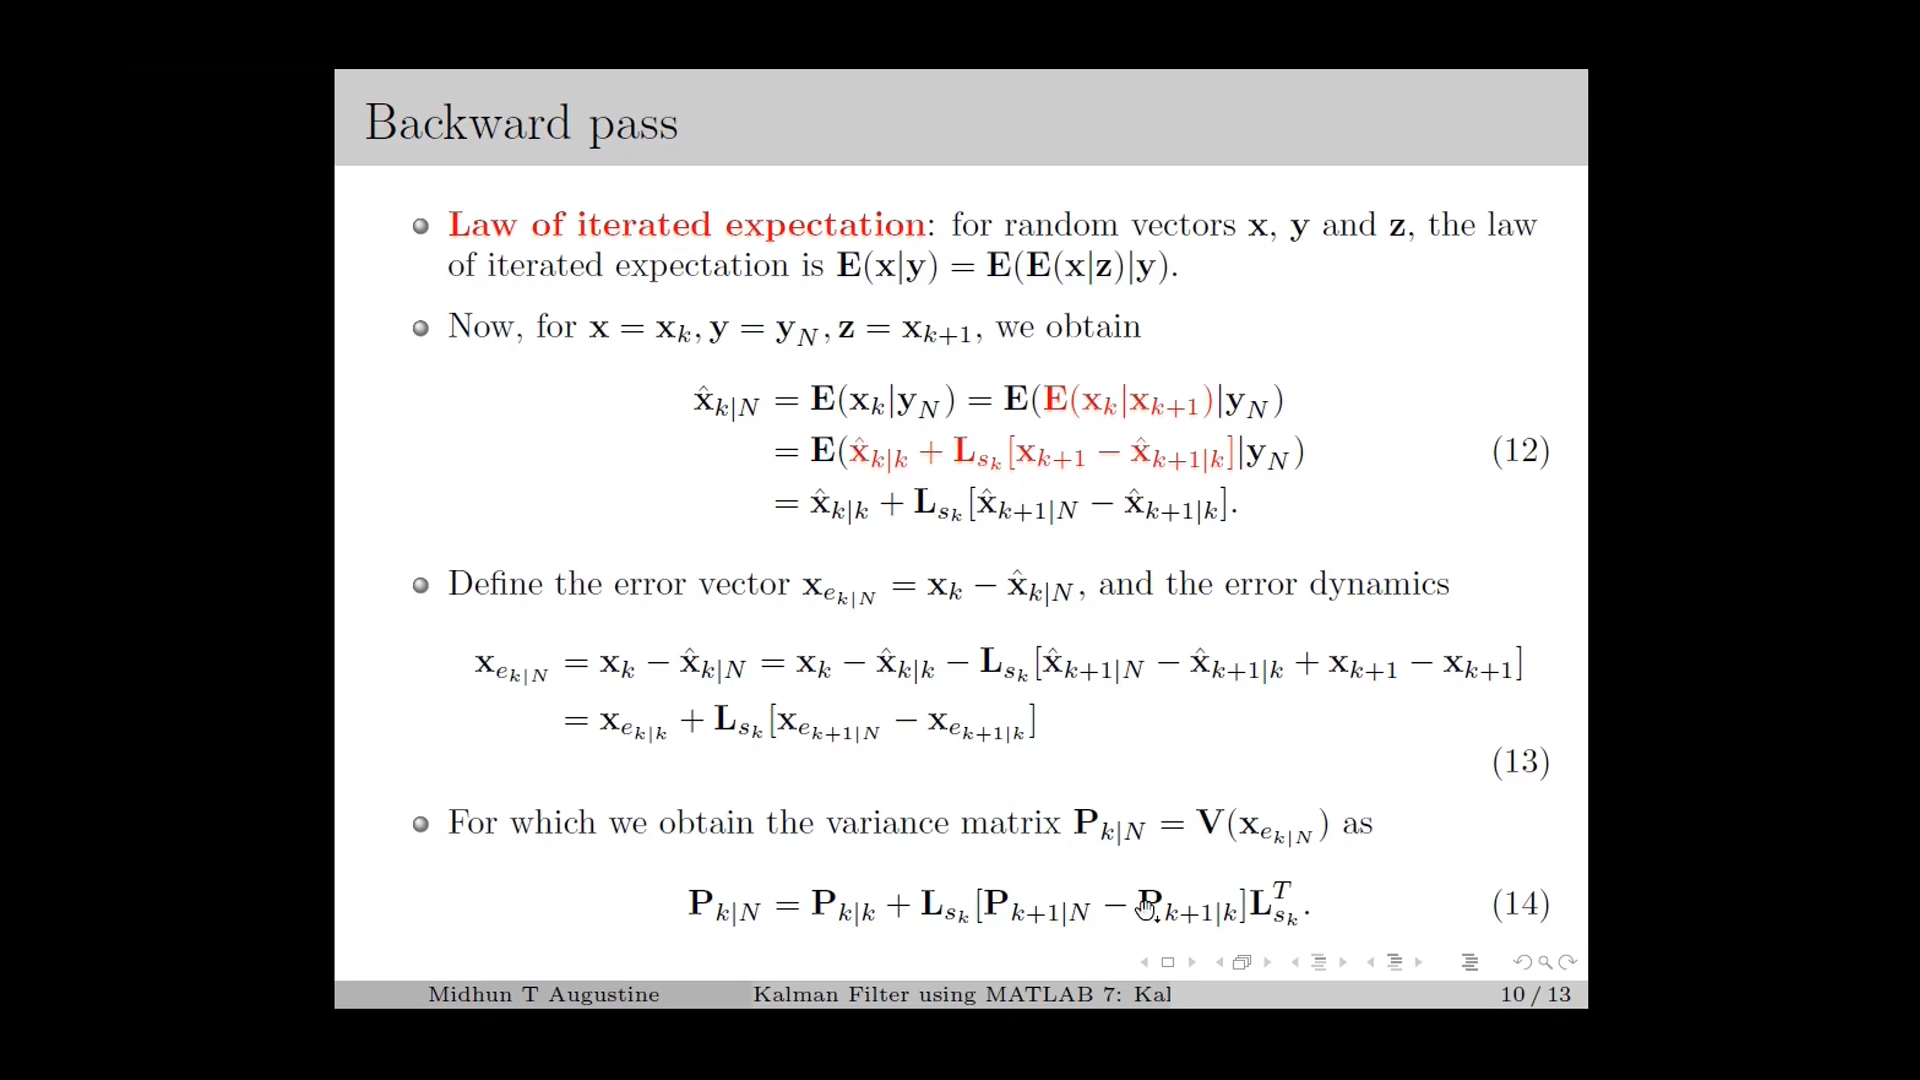 Backward pass
Law of iterated expectation: for random vectors x, y and z, the law
of iterated expectation is E(x|y) = E(E(x|z)|y).
Now, for x = x_k, y = y_N, z = x_{k+1}, we obtain
x̂_{k|N} = E(x_k|y_N) = E(E(x_k|x_{k+1})|y_N)
= E(x̂_{k|k} + L_{s_k}[x_{k+1} − x̂_{k+1|k}]|y_N) (12)
= x̂_{k|k} + L_{s_k}[x̂_{k+1|N} − x̂_{k+1|k}].
Define the error vector x_{e_{k|N}} = x_k − x̂_{k|N}, and the error dynamics
x_{e_{k|N}} = x_k − x̂_{k|N} = x_k − x̂_{k|k} − L_{s_k}[x̂_{k+1|N} − x̂_{k+1|k} + x_{k+1} − x_{k+1}]
= x_{e_{k|k}} + L_{s_k}[x_{e_{k+1|N}} − x_{e_{k+1|k}}]
(13)
For which we obtain the variance matrix P_{k|N} = V(x_{e_{k|N}}) as
P_{k|N} = P_{k|k} + L_{s_k}[P_{k+1|N} − P_{k+1|k}]L_{s_k}^T. (14)
Midhun T Augustine Kalman Filter using MATLAB 7: Kal 10 / 13